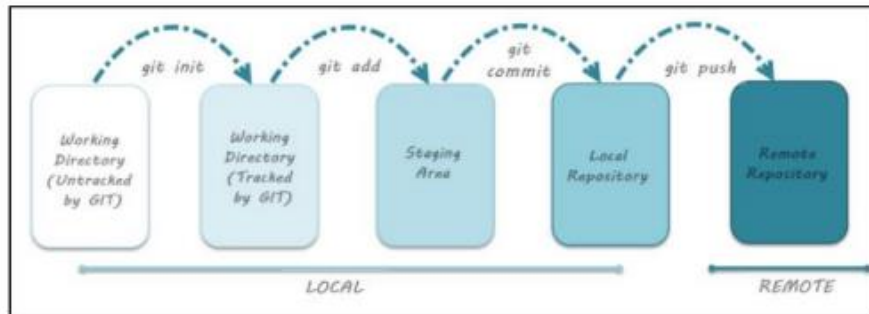 git init
git add
git
commit
git push
Working
Directory
(Untracked
by GIT)
Working
Directory
(Tracked
by GIT)
Staging
Area
Local
Repository
Remote
Repository
LOCAL
REMOTE